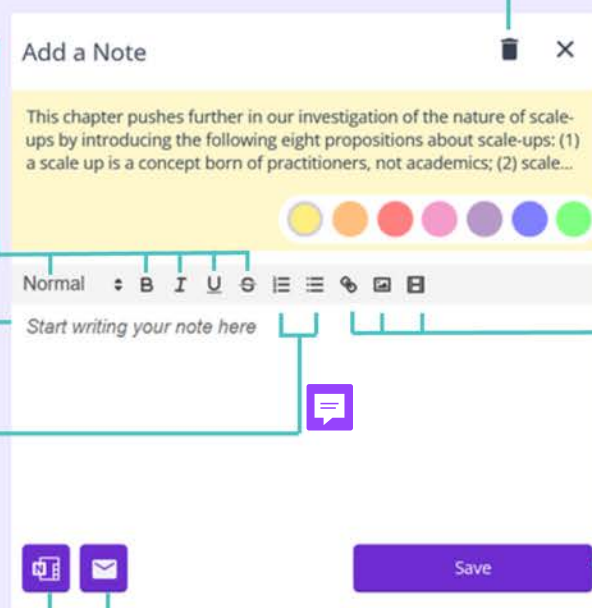 Add a Note
This chapter pushes further in our investigation of the nature of scale-
ups by introducing the following eight propositions about scale-ups: (1)
a scale up is a concept born of practitioners, not academics; (2) scale...
Normal B I U S
Start writing your note here
N
Save